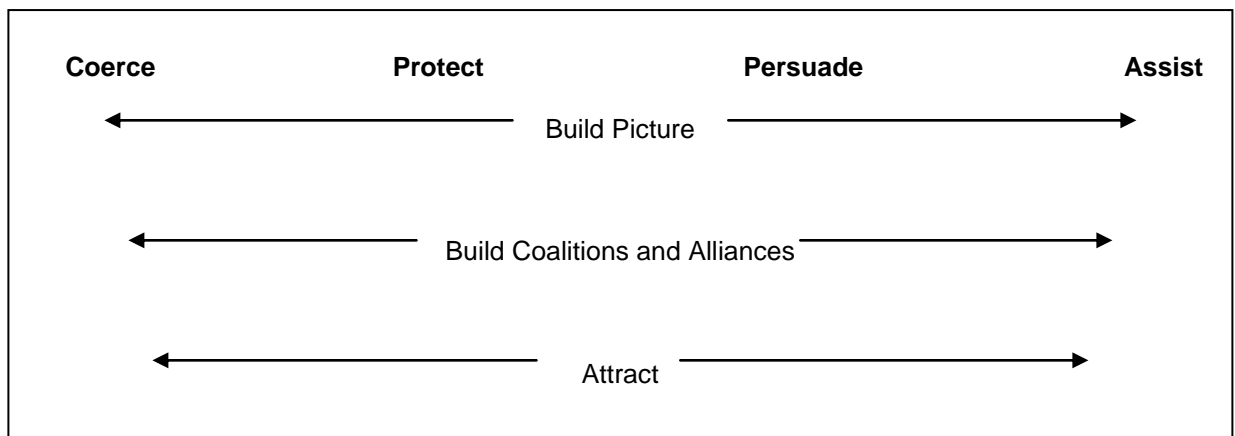 Coerce Protect Persuade Assist
Build Picture
Build Coalitions and Alliances
Attract